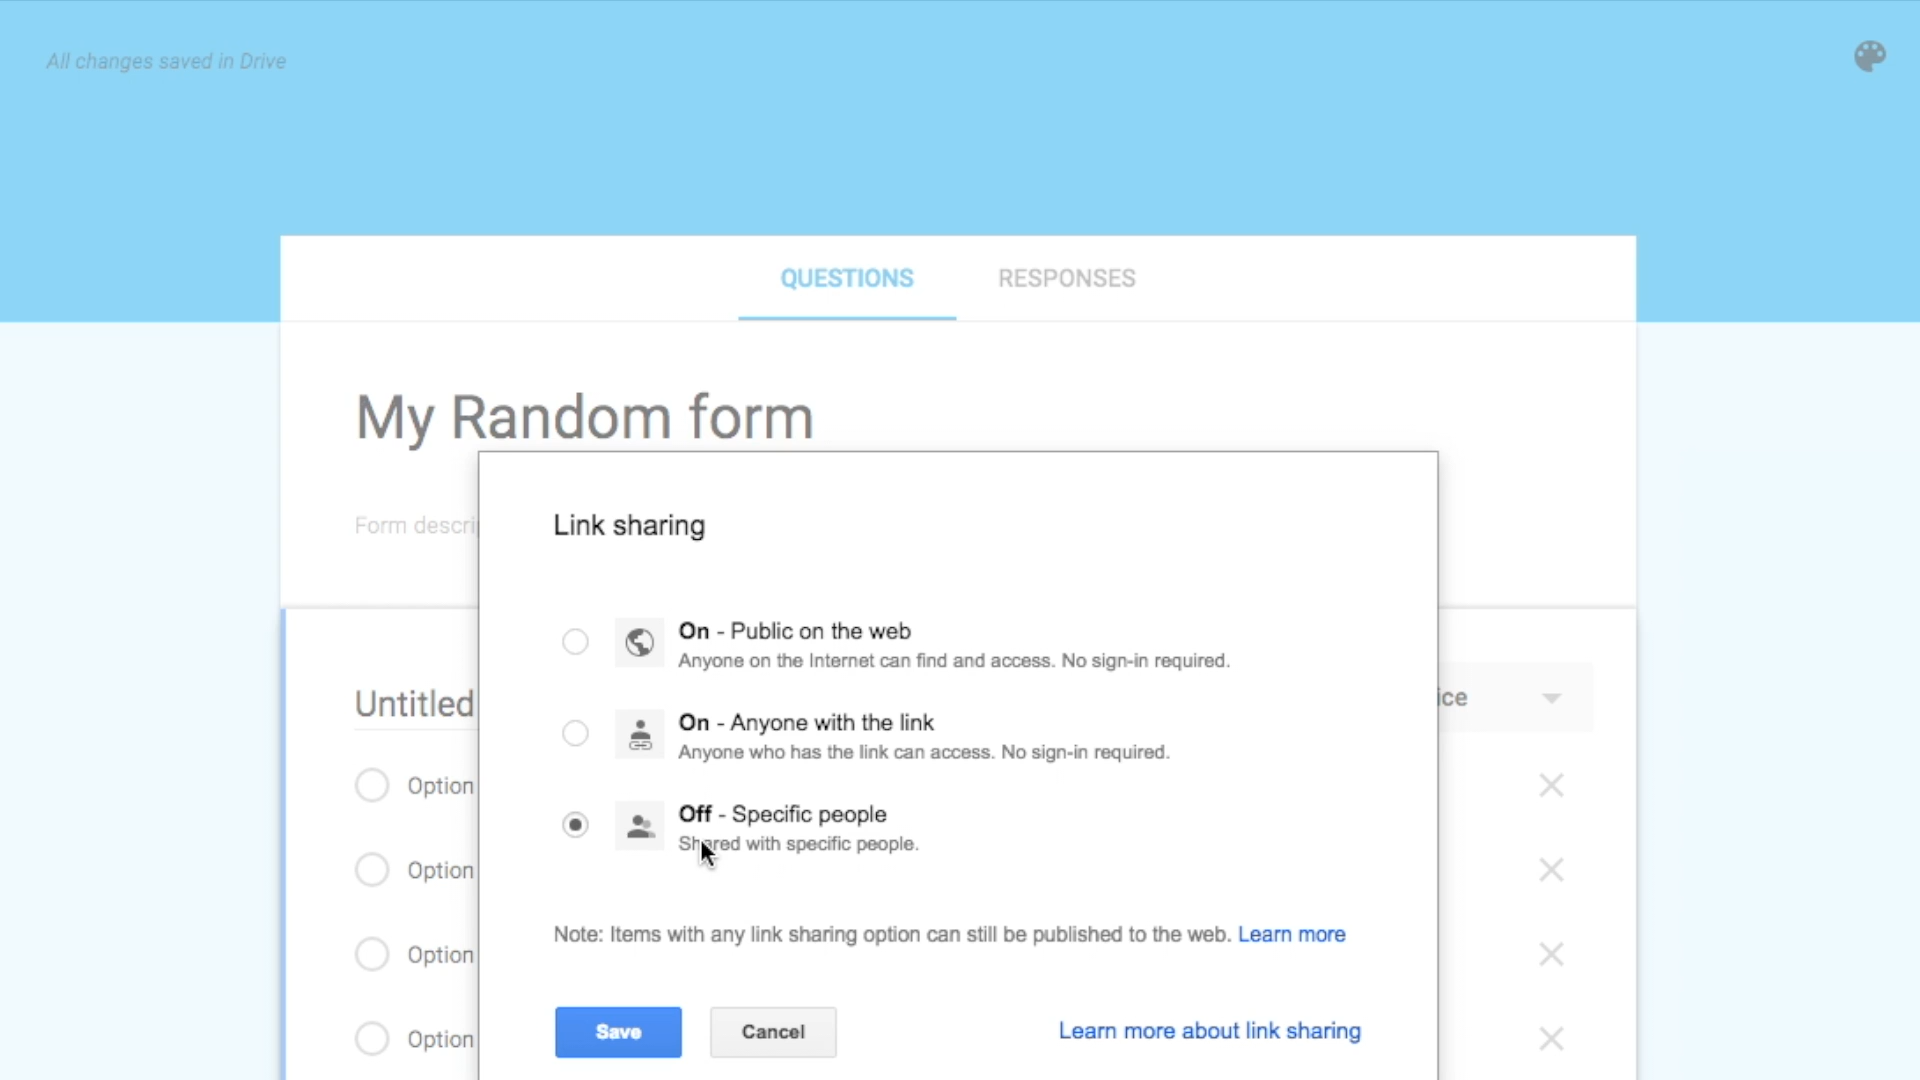 All changes saved in Drive
QUESTIONS RESPONSES
My Random form
Form
Link sharing
On - Public on the web
Anyone on the Internet can find and access. No sign-in required.
Untitled
On - Anyone with the link
Anyone who has the link can access. No sign-in required.
Option
Off - Specific people
Shared with specific people.
Option
Note: Items with any link sharing option can still be published to the web. Learn more
Option
Save Cancel Learn more about link sharing
Option